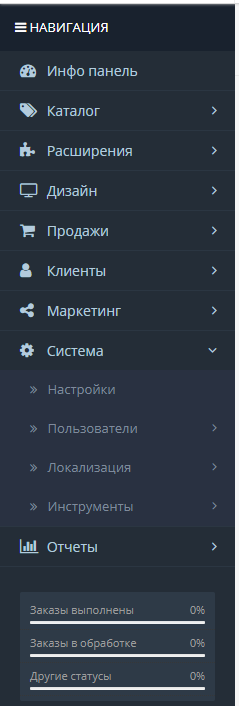 НАВИГАЦИЯ
Инфо панель
Каталог
Расширения
Дизайн
Продажи
Клиенты
Маркетинг
Система
» Настройки
» Пользователи
» Локализация
» Инструменты
Отчеты
Заказы выполнены 0%
Заказы в обработке 0%
Другие статусы 0%